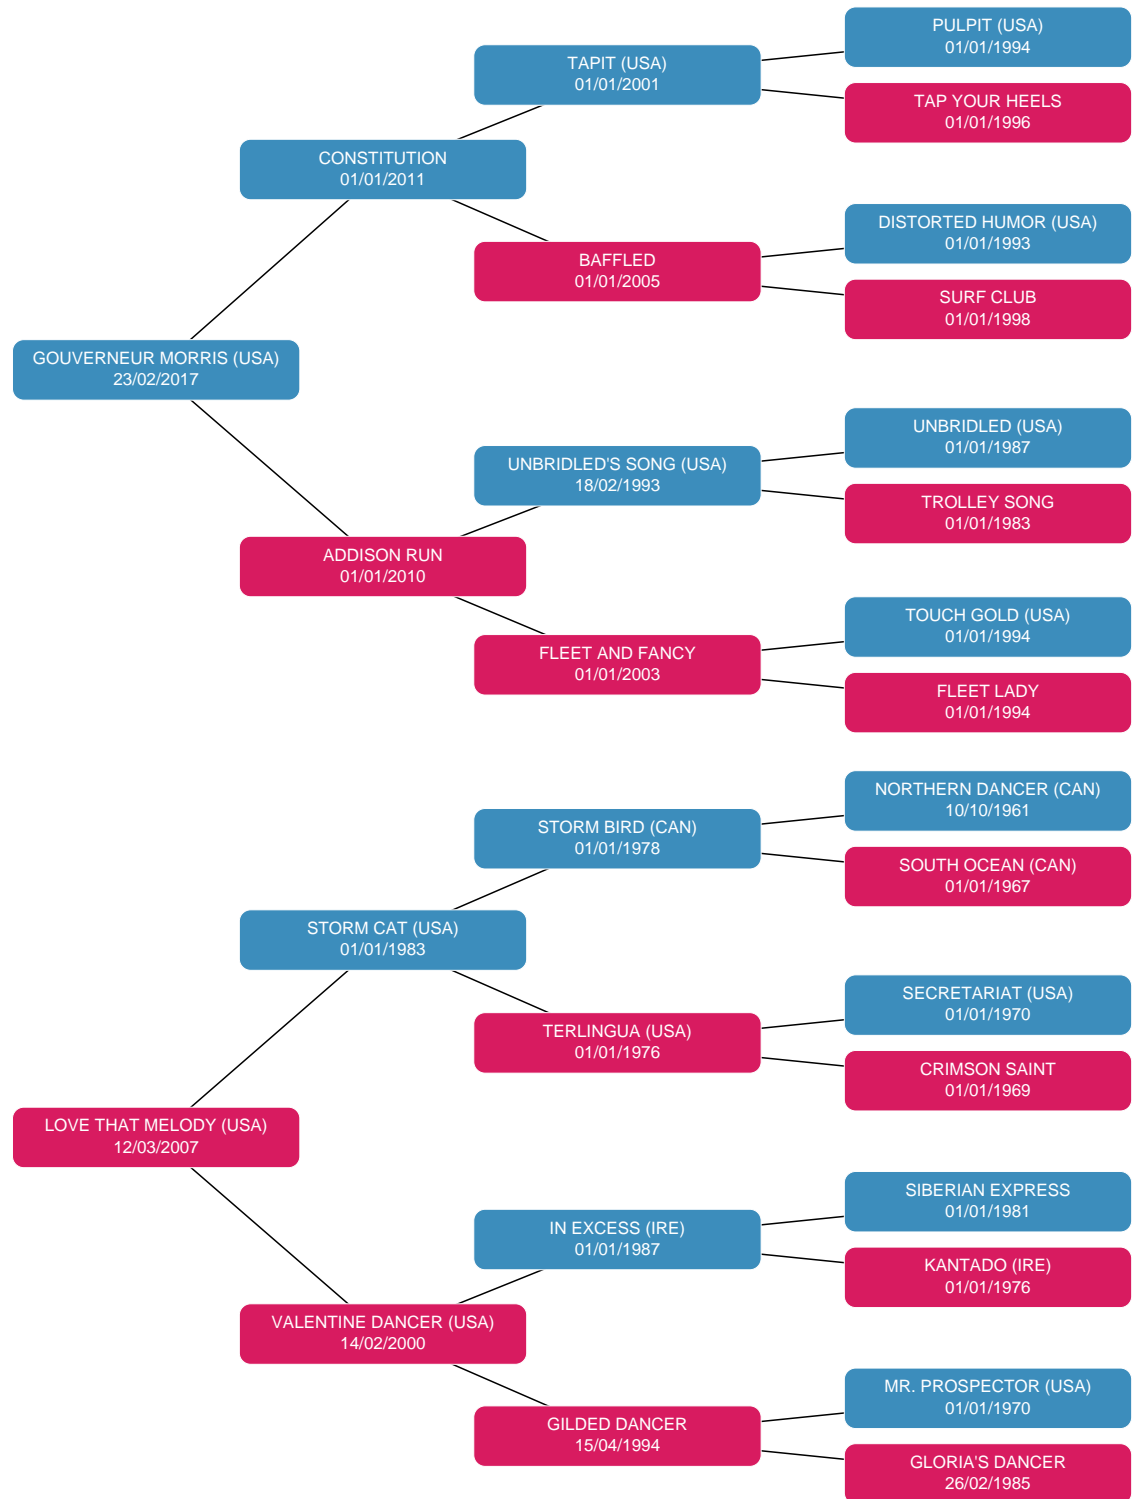 PULPIT (USA)
01/01/1994
TAPIT (USA)
01/01/2001
TAP YOUR HEELS
01/01/1996
CONSTITUTION
01/01/2011
DISTORTED HUMOR (USA)
01/01/1993
BAFFLED
01/01/2005
SURF CLUB
01/01/1998
GOUVERNEUR MORRIS (USA)
23/02/2017
UNBRIDLED (USA)
01/01/1987
UNBRIDLED'S SONG (USA)
18/02/1993
TROLLEY SONG
01/01/1983
ADDISON RUN
01/01/2010
TOUCH GOLD (USA)
01/01/1994
FLEET AND FANCY
01/01/2003
FLEET LADY
01/01/1994
NORTHERN DANCER (CAN)
10/10/1961
STORM BIRD (CAN)
01/01/1978
SOUTH OCEAN (CAN)
01/01/1967
STORM CAT (USA)
01/01/1983
SECRETARIAT (USA)
01/01/1970
TERLINGUA (USA)
01/01/1976
CRIMSON SAINT
01/01/1969
LOVE THAT MELODY (USA)
12/03/2007
SIBERIAN EXPRESS
01/01/1981
IN EXCESS (IRE)
01/01/1987
KANTADO (IRE)
01/01/1976
VALENTINE DANCER (USA)
14/02/2000
MR. PROSPECTOR (USA)
01/01/1970
GILDED DANCER
15/04/1994
GLORIA'S DANCER
26/02/1985